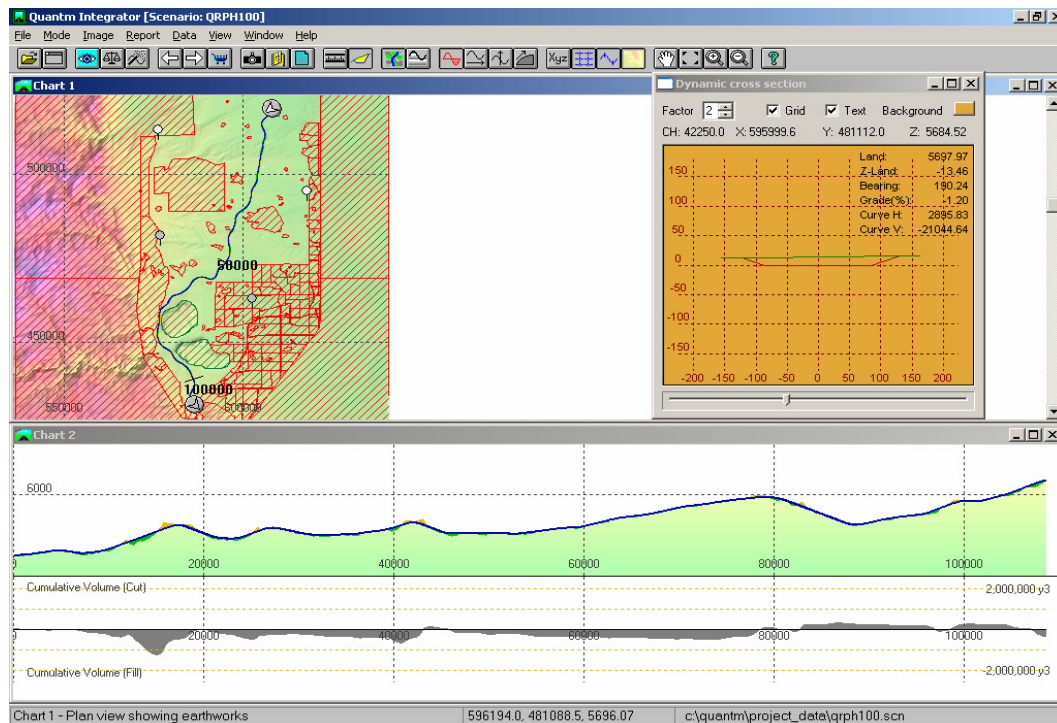 Quantm Integrator [Scenario: QRPH100]
File Mode Image Report Data View Window Help
Xyz
Chart 1
500000
50000
450000
100000
550000 600000
Dynamic cross section
Factor 2 Grid Text Background
CH: 42250.0 X: 595999.6 Y: 481112.0 Z: 5684.52
Land: 5697.97
Z-Land: -13.46
Bearing: 190.24
Grade(%): -1.20
Curve H: 2895.83
Curve V: -21044.64
150
100
50
0
-50
-100
-150
-200 -150 -100 -50 0 50 100 150 200
Chart 2
6000
0 20000 40000 60000 80000 100000
Cumulative Volume (Cut) 2,000,000 y3
0 20000 40000 60000 80000 100000
Cumulative Volume (Fill) -2,000,000 y3
Chart 1 - Plan view showing earthworks 596194.0, 481088.5, 5696.07 c:\quantm\project_data\qrph100.scn